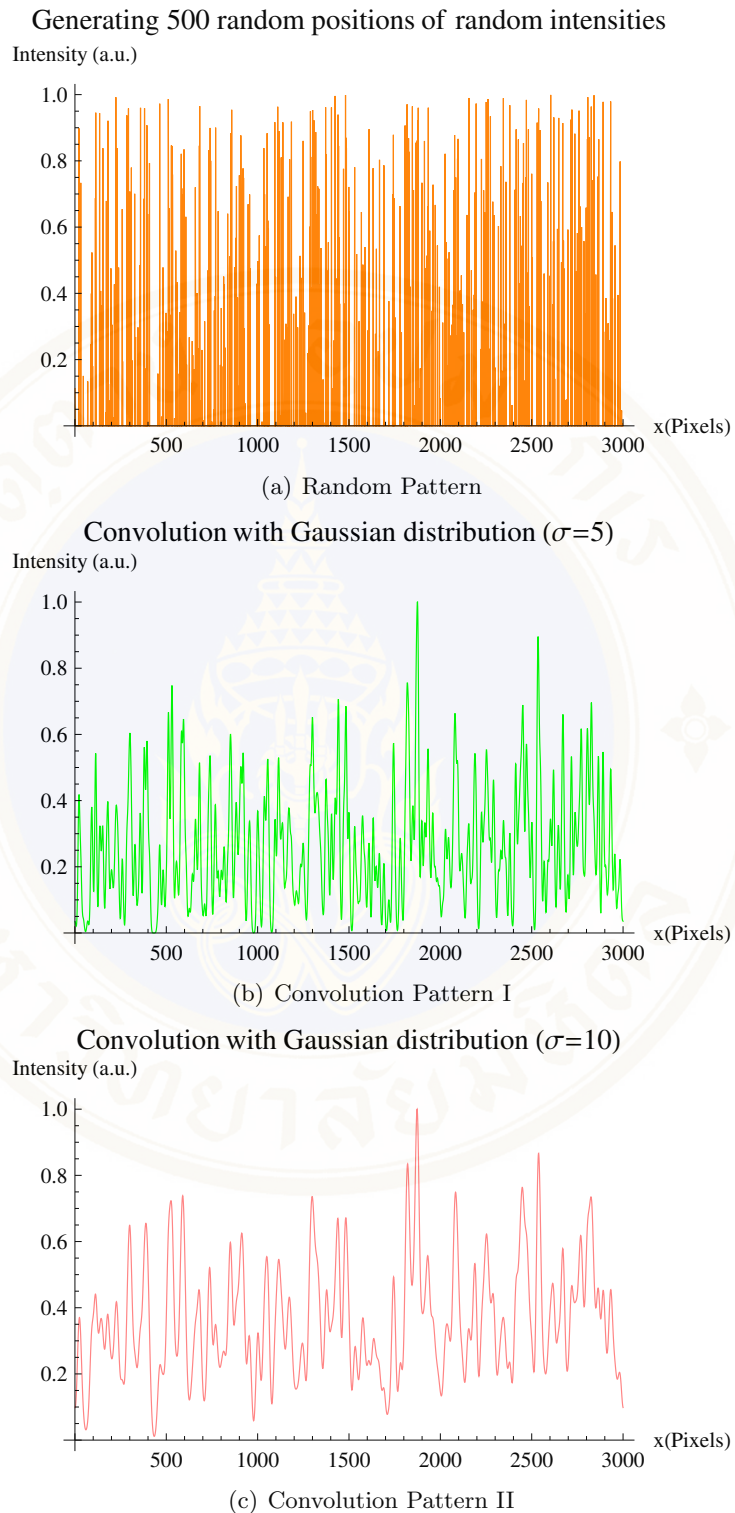 Generating 500 random positions of random intensities
Intensity (a.u.)
1.0
0.8
0.6
0.4
0.2
500 1000 1500 2000 2500 3000 x(Pixels)
(a) Random Pattern
Convolution with Gaussian distribution (σ=5)
Intensity (a.u.)
1.0
0.8
0.6
0.4
0.2
500 1000 1500 2000 2500 3000 x(Pixels)
(b) Convolution Pattern I
Convolution with Gaussian distribution (σ=10)
Intensity (a.u.)
1.0
0.8
0.6
0.4
0.2
500 1000 1500 2000 2500 3000 x(Pixels)
(c) Convolution Pattern II